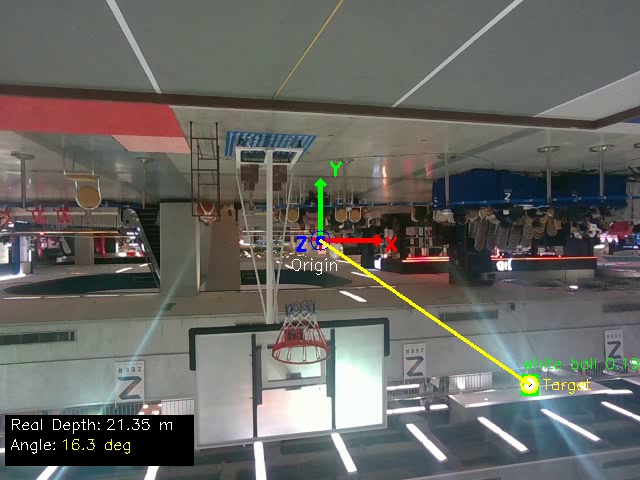 Y
Z X
Origin
white ball 0.19
Target
Real Depth: 21.35 m
Angle: 16.3 deg